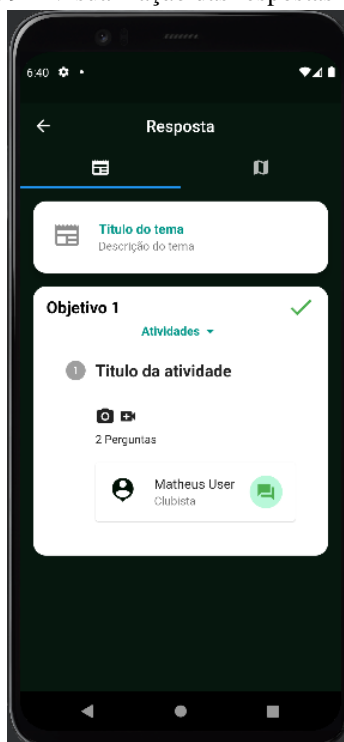 6:40
Resposta
Título do tema
Descrição do tema
Objetivo 1
Atividades
1 Titulo da atividade
2 Perguntas
Matheus User
Clubista